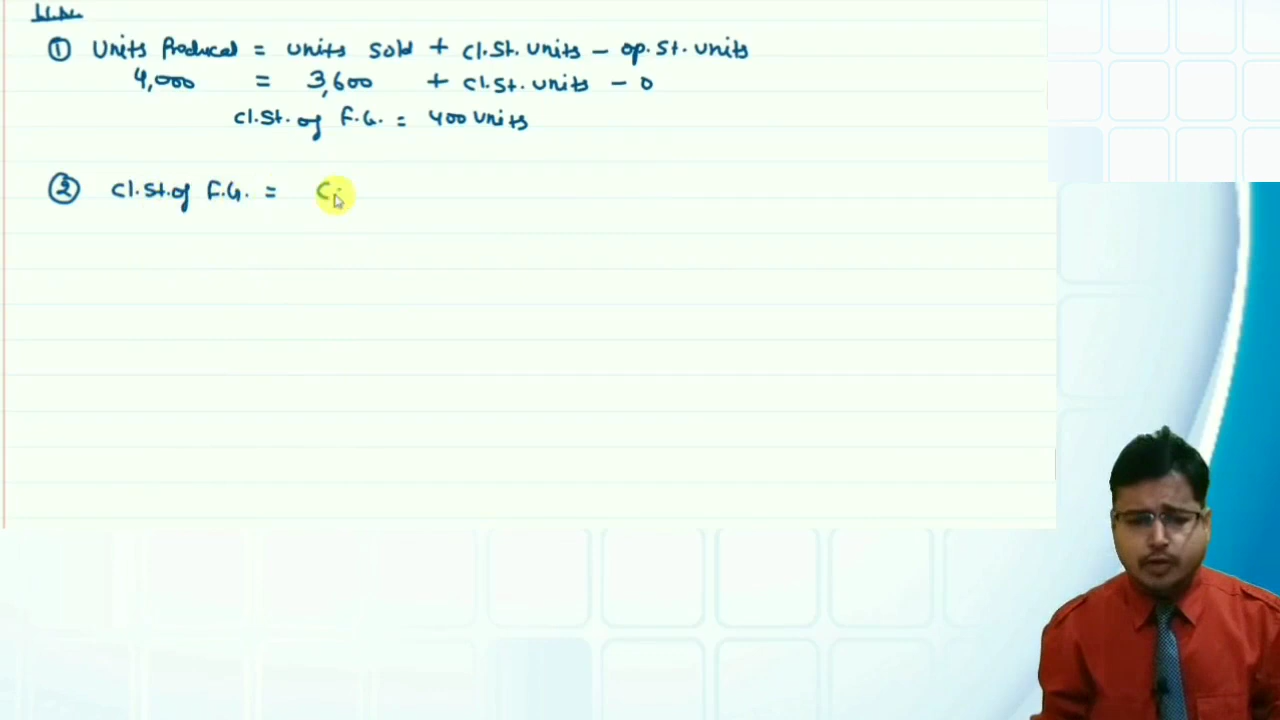 W.N.
① Units Produced = units sold + cl.st. units - op.st. units
4,000 = 3,600 + cl.st. units - 0
cl.st. of F.G. = 400 units
② cl.st. of F.G. = C